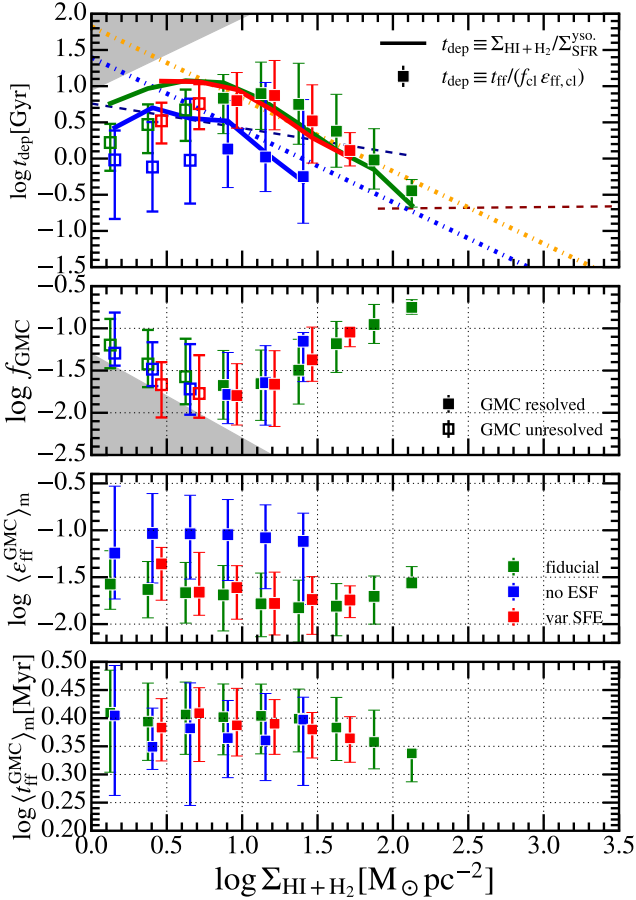 2.0
1.5
1.0
0.5
0.0
−0.5
−1.0
−1.5
log t_dep[Gyr]
t_dep ≡ Σ_HI+H₂/Σ_SFR^yso.
t_dep ≡ t_ff/(f_cl ε_ff,cl)
−0.5
−1.0
−1.5
−2.0
−2.5
log f_GMC
GMC resolved
GMC unresolved
−0.5
−1.0
−1.5
−2.0
log ⟨ε_ff^GMC⟩_m
fiducial
no ESF
var SFE
0.50
0.45
0.40
0.35
0.30
0.25
0.20
log ⟨t_ff^GMC⟩_m[Myr]
0.0 0.5 1.0 1.5 2.0 2.5 3.0 3.5
log Σ_HI+H₂[M_⊙ pc⁻²]